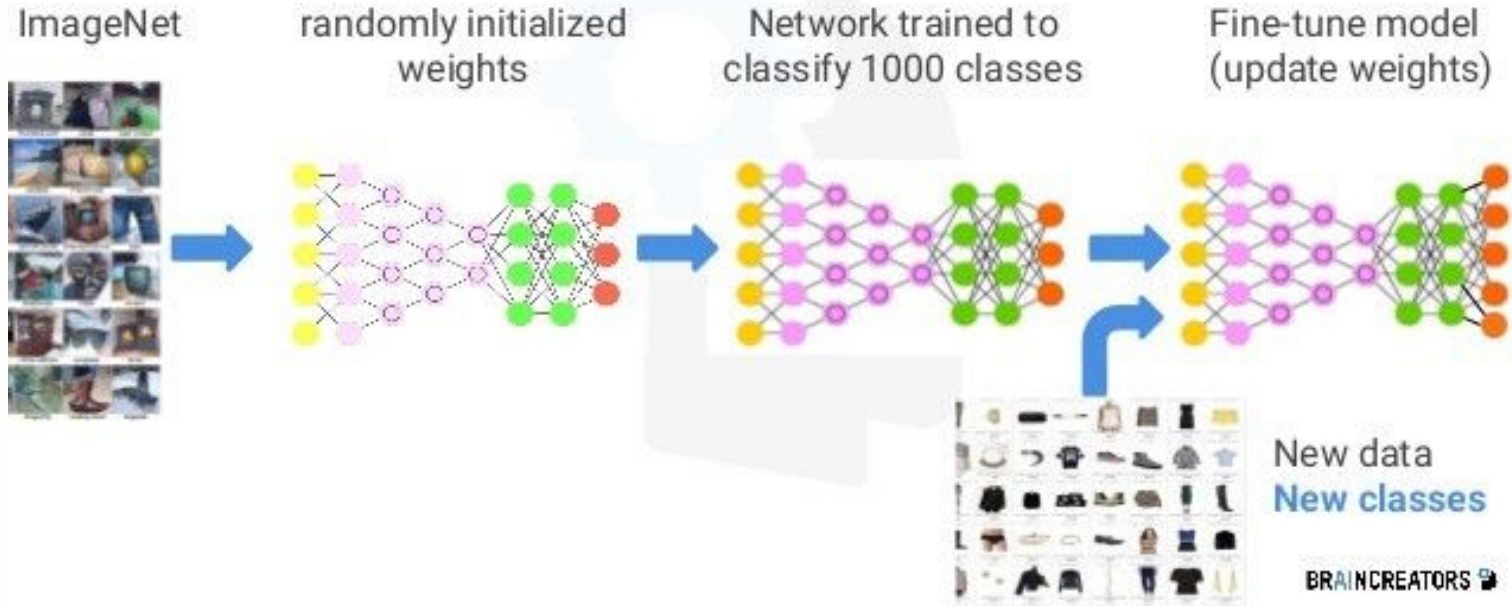 ImageNet
randomly initialized
weights
Network trained to
classify 1000 classes
Fine-tune model
(update weights)
New data
New classes
BRAINCREATORS